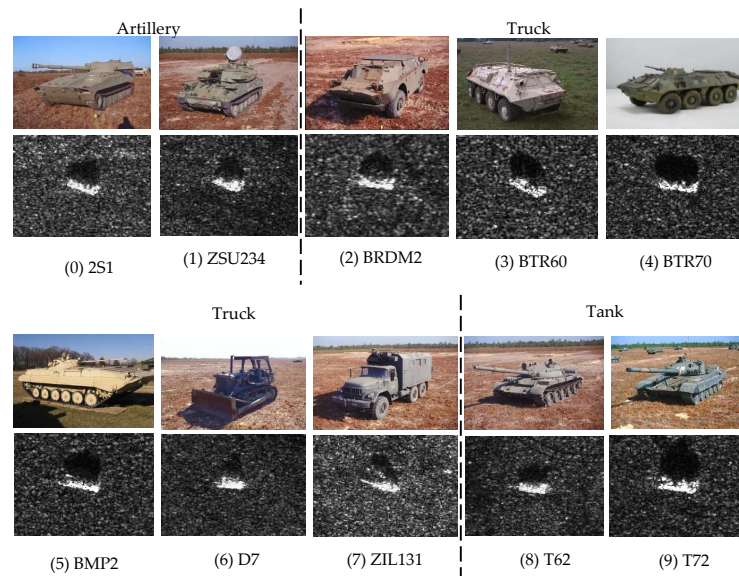 Artillery
Truck
(0) 2S1
(1) ZSU234
(2) BRDM2
(3) BTR60
(4) BTR70
Truck
Tank
(5) BMP2
(6) D7
(7) ZIL131
(8) T62
(9) T72